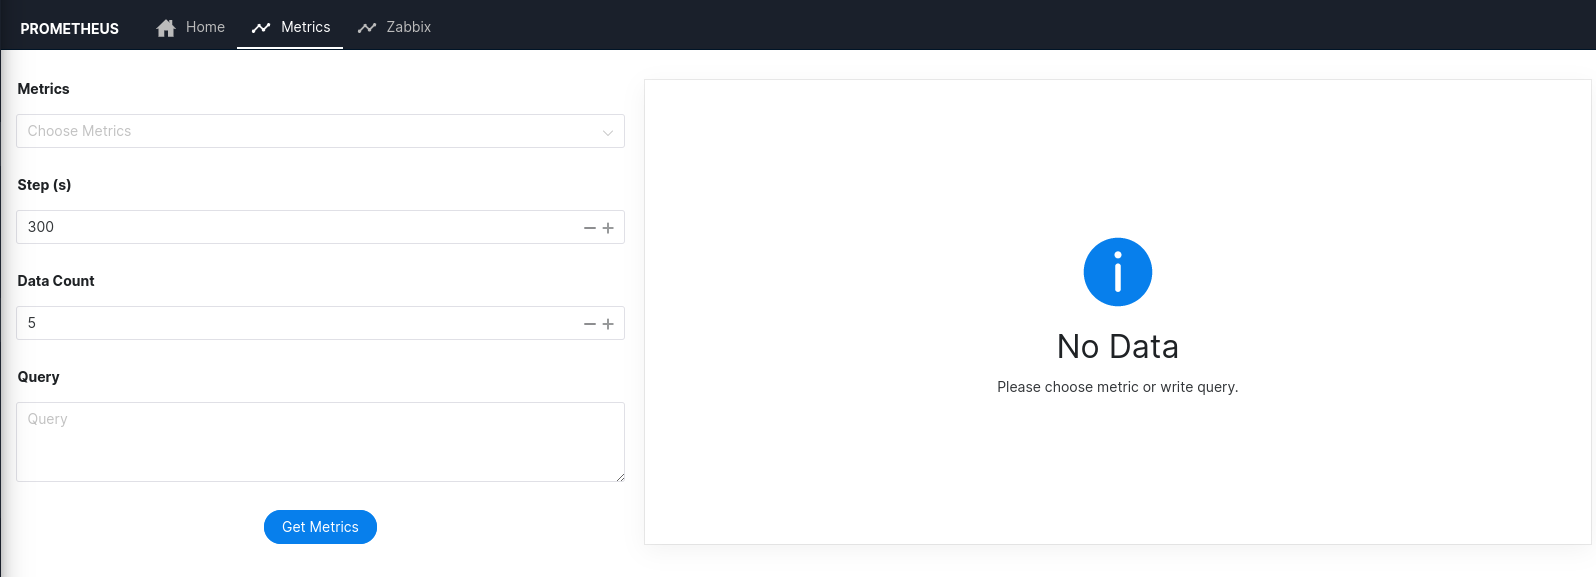 PROMETHEUS Home Metrics Zabbix
Metrics
Choose Metrics
Step (s)
300
Data Count
5
Query
Query
Get Metrics
No Data
Please choose metric or write query.